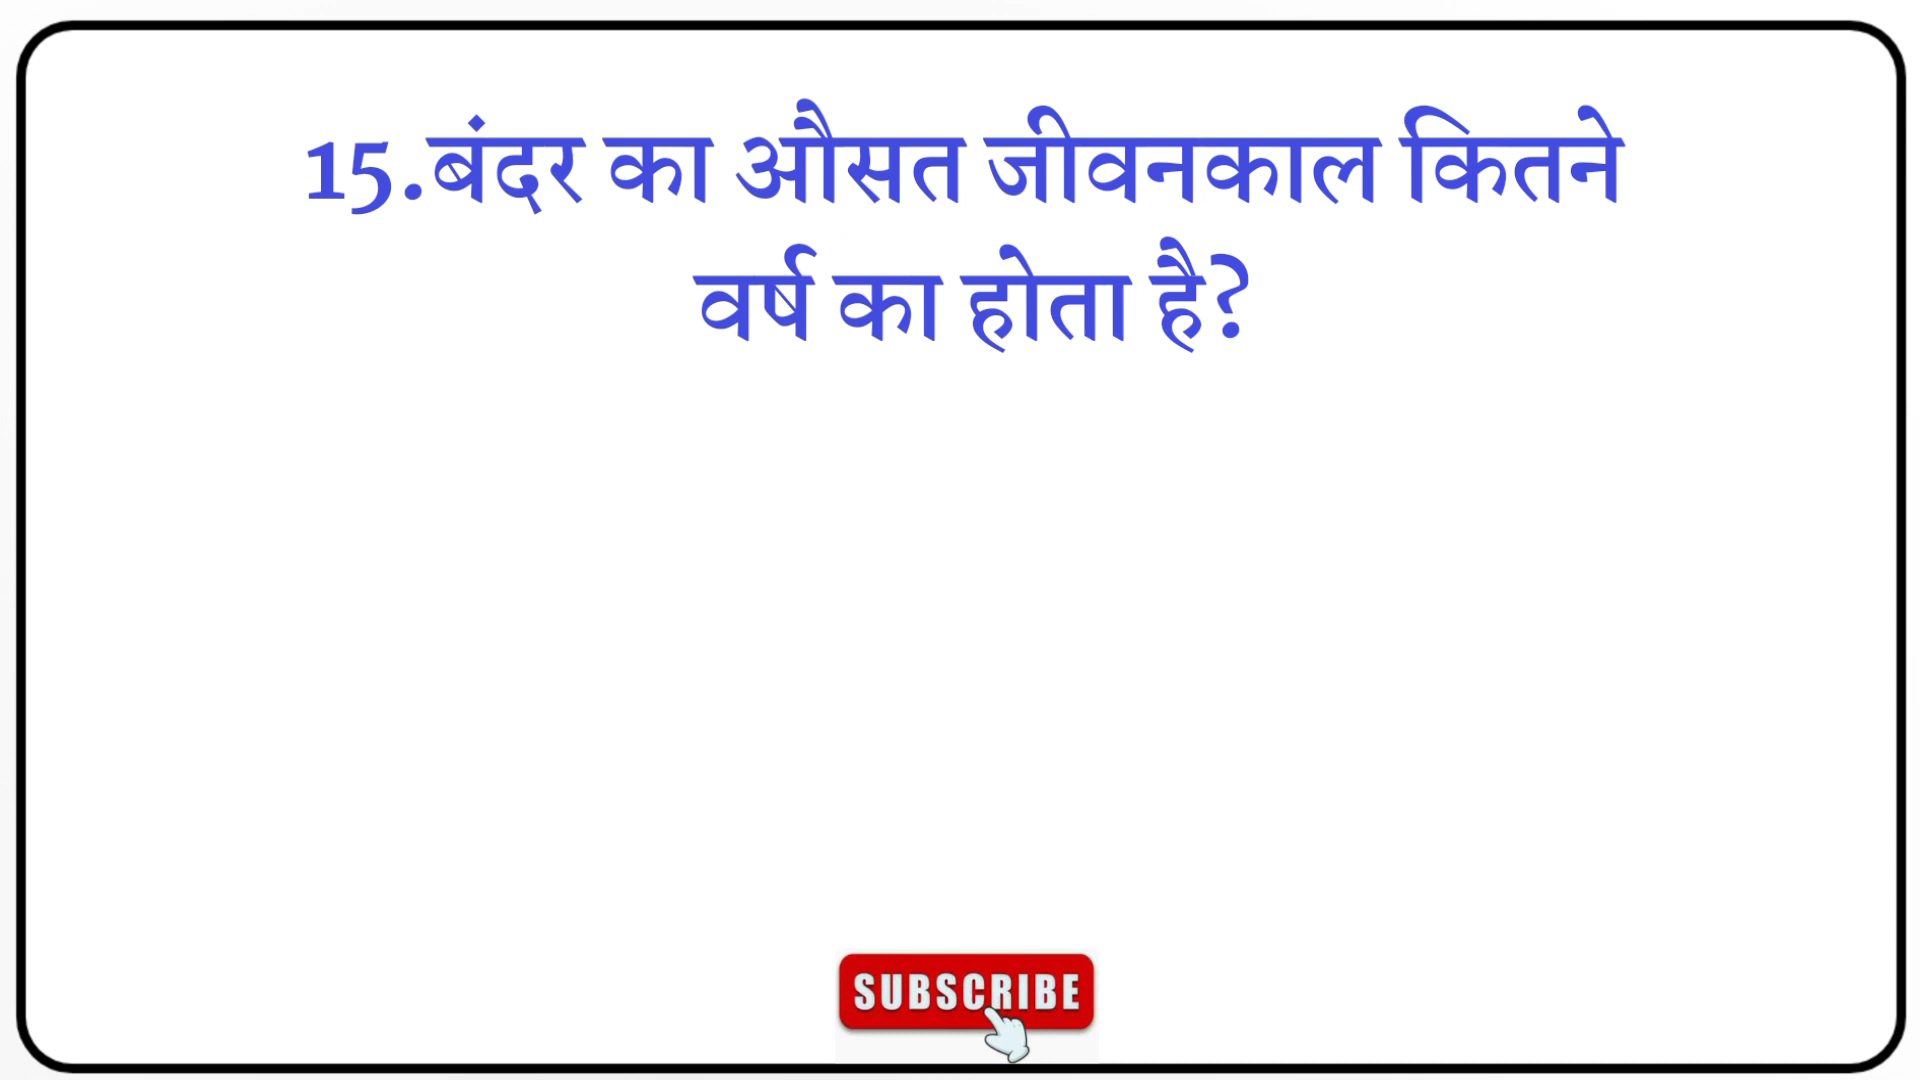 15.बंदर का औसत जीवनकाल कितने
वर्ष का होता है?
SUBSCRIBE